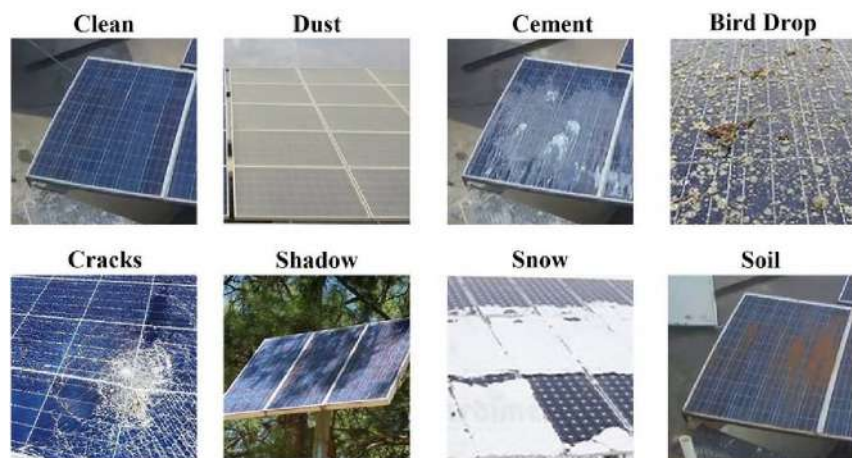 Clean
Dust
Cement
Bird Drop
Cracks
Shadow
Snow
Soil